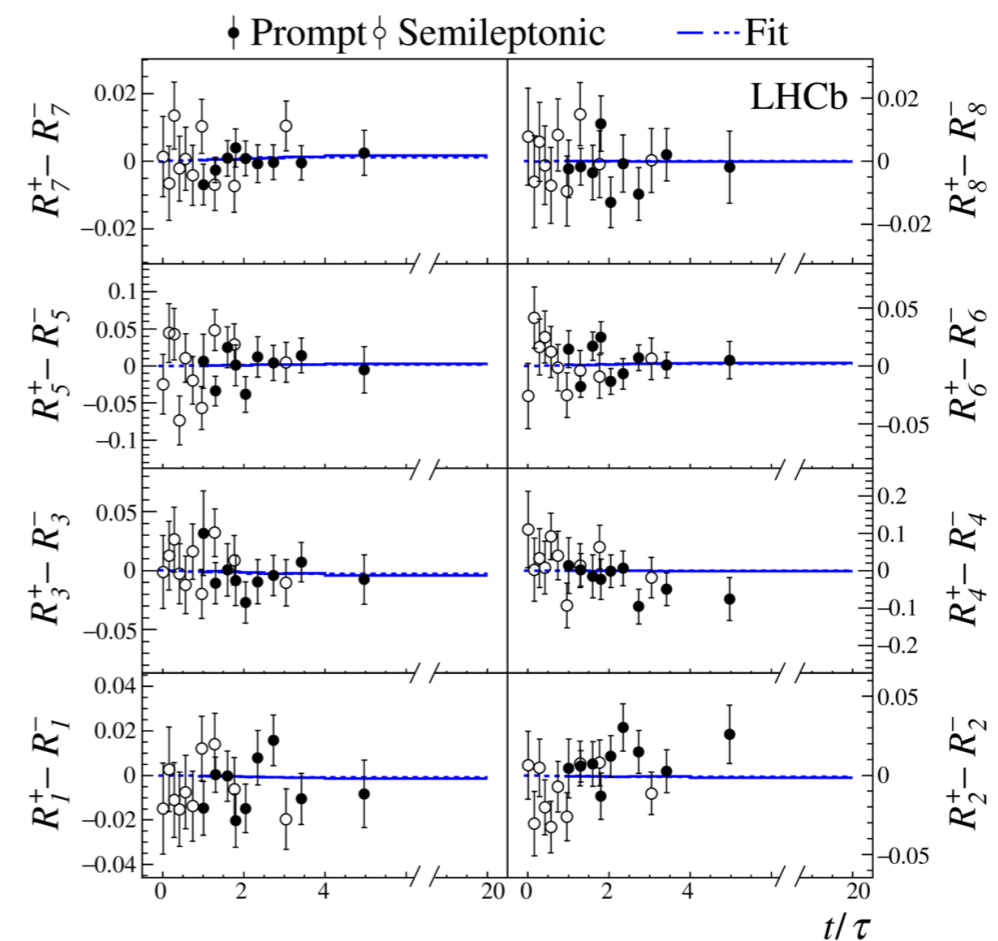 Prompt Semileptonic Fit
LHCb
0.02
0
−0.02
R₇⁺− R₇⁻
0.02
0
−0.02
R₈⁺− R₈⁻
0.1
0.05
0
−0.05
−0.1
R₅⁺− R₅⁻
0.05
0
−0.05
R₆⁺− R₆⁻
0.05
0
−0.05
R₃⁺− R₃⁻
0.2
0.1
0
−0.1
−0.2
R₄⁺− R₄⁻
0.04
0.02
0
−0.02
−0.04
R₁⁺− R₁⁻
0.05
0
−0.05
R₂⁺− R₂⁻
0 2 4 20 0 2 4 20
t/τ